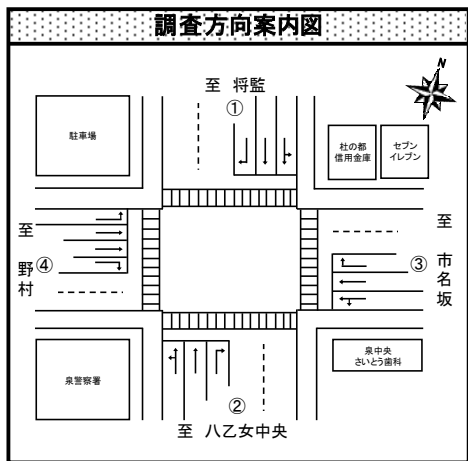 調査方向案内図
至 将監
①
N
駐車場
杜の都
信用金庫
セブン
イレブン
至
野
村
④
③
至
市
名
坂
泉警察署
②
泉中央
さいとう歯科
至 八乙女中央